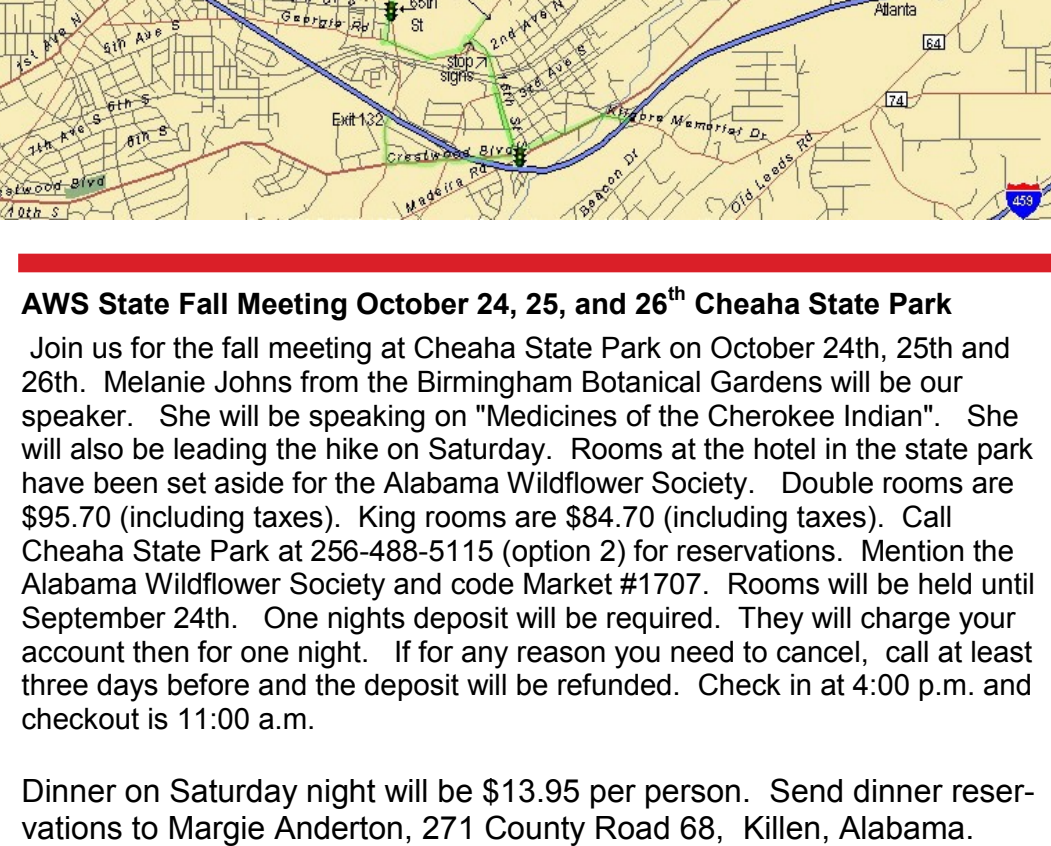 65th
St
Georgia Rd
Atlanta
1st Ave N
5th Ave S
2nd Ave N
64
stop
signs
3rd Ave S
16th St S
74
6th S
Exit 132
Kilgore Memorial Dr
7th Ave S
8th S
Crestwood Blvd
Old Leeds Rd
Madeira Rd
Beacon Dr
estwood Blvd
10th S
459
AWS State Fall Meeting October 24, 25, and 26th Cheaha State Park
Join us for the fall meeting at Cheaha State Park on October 24th, 25th and
26th. Melanie Johns from the Birmingham Botanical Gardens will be our
speaker. She will be speaking on "Medicines of the Cherokee Indian". She
will also be leading the hike on Saturday. Rooms at the hotel in the state park
have been set aside for the Alabama Wildflower Society. Double rooms are
$95.70 (including taxes). King rooms are $84.70 (including taxes). Call
Cheaha State Park at 256-488-5115 (option 2) for reservations. Mention the
Alabama Wildflower Society and code Market #1707. Rooms will be held until
September 24th. One nights deposit will be required. They will charge your
account then for one night. If for any reason you need to cancel, call at least
three days before and the deposit will be refunded. Check in at 4:00 p.m. and
checkout is 11:00 a.m.
Dinner on Saturday night will be $13.95 per person. Send dinner reser-
vations to Margie Anderton, 271 County Road 68, Killen, Alabama.